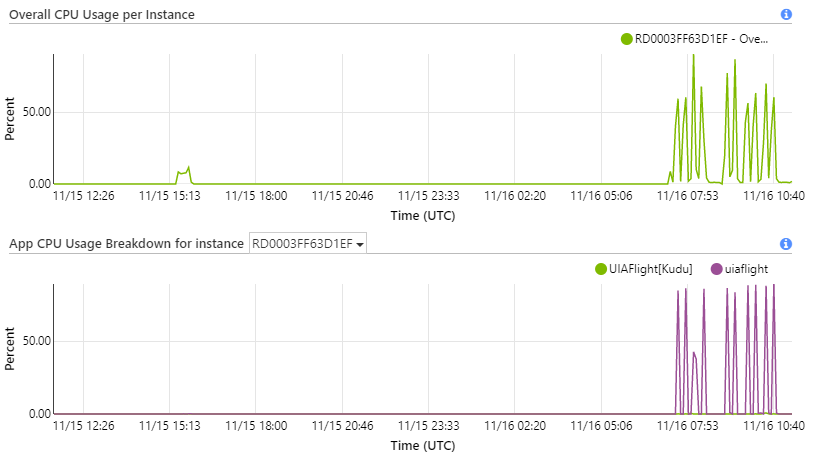 Overall CPU Usage per Instance
RD0003FF63D1EF - Ove...
Percent
50.00
0.00
11/15 12:26 11/15 15:13 11/15 18:00 11/15 20:46 11/15 23:33 11/16 02:20 11/16 05:06 11/16 07:53 11/16 10:40
Time (UTC)
App CPU Usage Breakdown for instance RD0003FF63D1EF
UIAFlight[Kudu] uiaflight
Percent
50.00
0.00
11/15 12:26 11/15 15:13 11/15 18:00 11/15 20:46 11/15 23:33 11/16 02:20 11/16 05:06 11/16 07:53 11/16 10:40
Time (UTC)